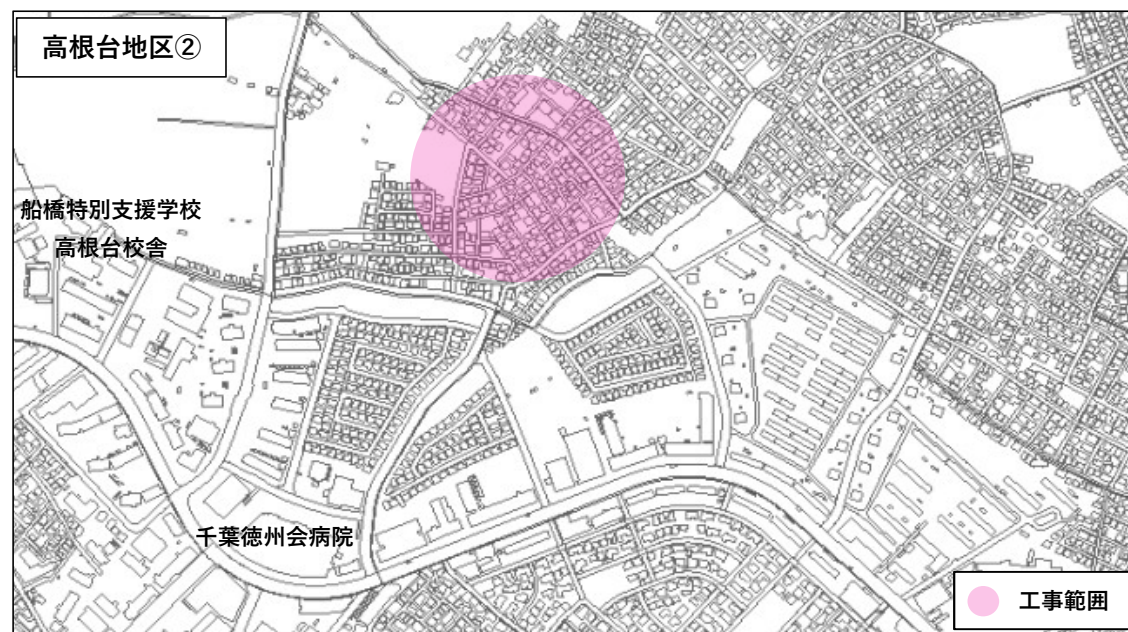 高根台地区②
船橋特別支援学校
高根台校舎
千葉徳州会病院
工事範囲